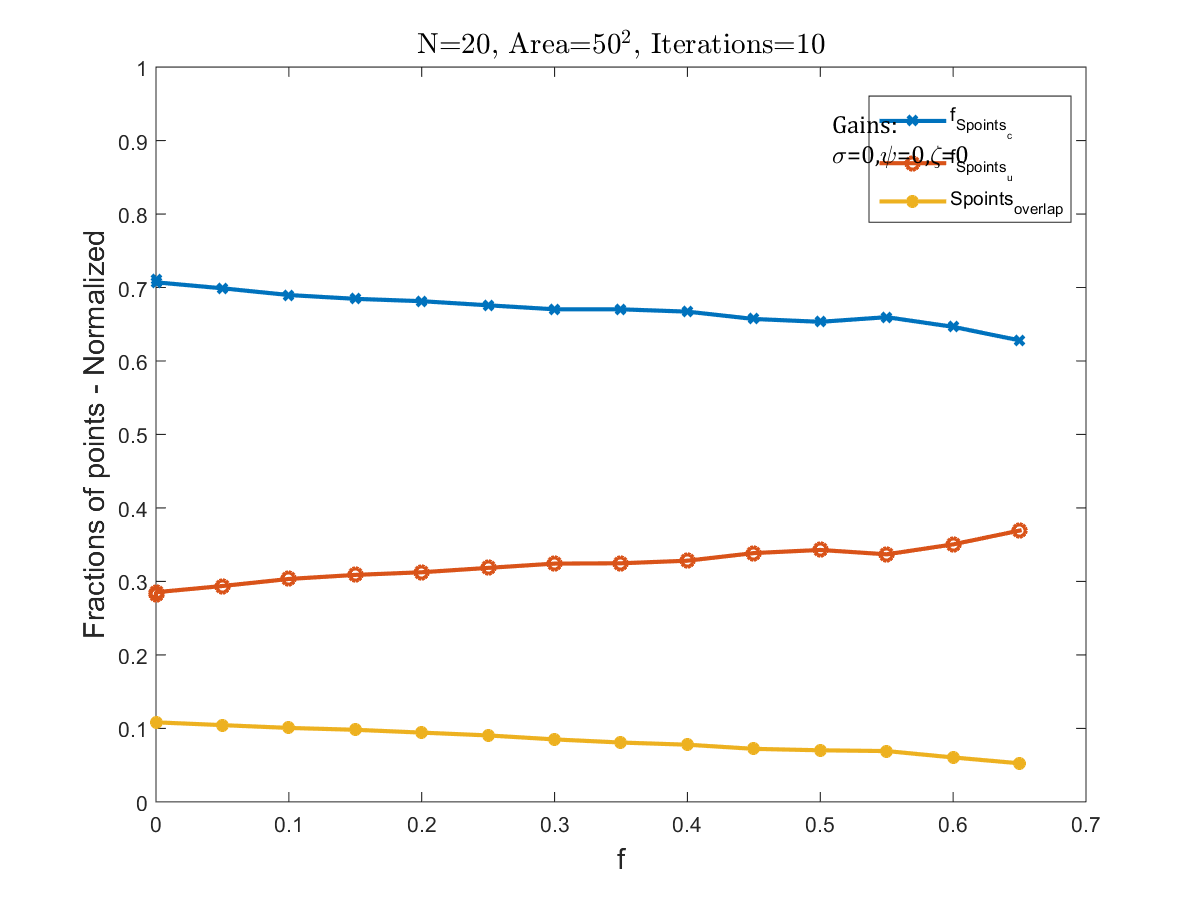 N=20, Area=50², Iterations=10
1
0.9
0.8
0.7
0.6
0.5
0.4
0.3
0.2
0.1
0
Fractions of points - Normalized
Gains:
σ=0,ψ=0,ζ=0
f_Spoints_c
f_Spoints_u
Spoints_overlap
0 0.1 0.2 0.3 0.4 0.5 0.6 0.7
f